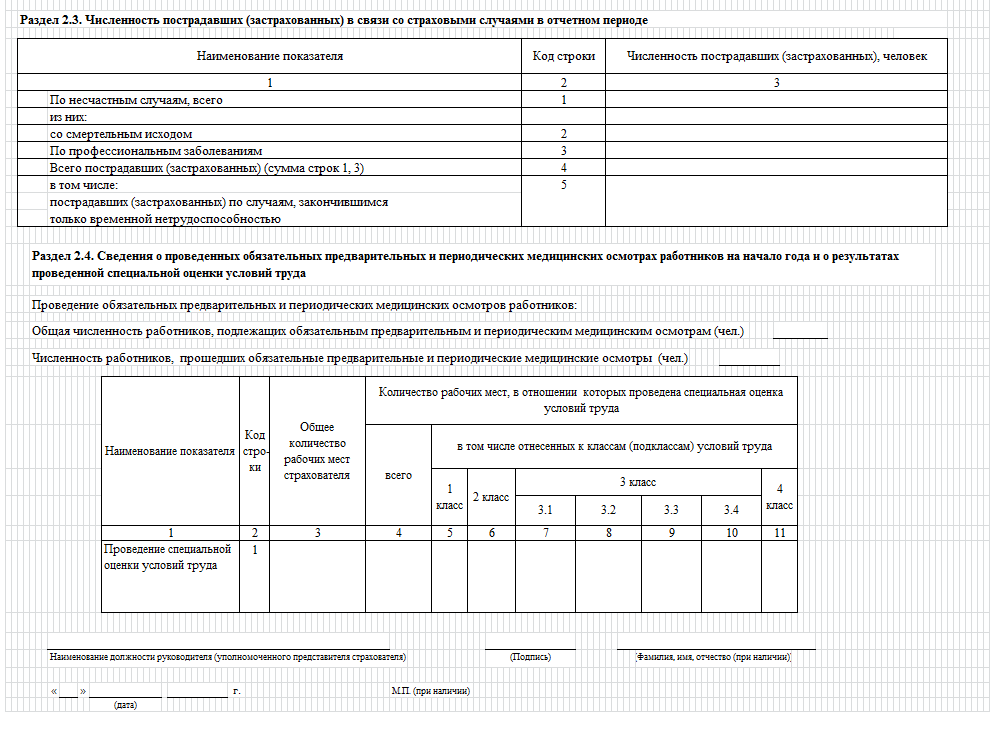 Раздел 2.3. Численность пострадавших (застрахованных) в связи со страховыми случаями в отчетном периоде
Наименование показателя Код строки Численность пострадавших (застрахованных), человек
1 2 3
По несчастным случаям, всего 1
из них:
со смертельным исходом 2
По профессиональным заболеваниям 3
Всего пострадавших (застрахованных) (сумма строк 1, 3) 4
в том числе: 5
пострадавших (застрахованных) по случаям, закончившимся
только временной нетрудоспособностью
Раздел 2.4. Сведения о проведенных обязательных предварительных и периодических медицинских осмотрах работников на начало года и о результатах
проведенной специальной оценки условий труда
Проведение обязательных предварительных и периодических медицинских осмотров работников:
Общая численность работников, подлежащих обязательным предварительным и периодическим медицинским осмотрам (чел.)
Численность работников, прошедших обязательные предварительные и периодические медицинские осмотры (чел.)
Наименование показателя
Код
стро-
ки
Общее
количество
рабочих мест
страхователя
Количество рабочих мест, в отношении которых проведена специальная оценка
условий труда
всего
в том числе отнесенных к классам (подклассам) условий труда
1
класс
2 класс
3 класс
3.1 3.2 3.3 3.4
4
класс
1 2 3 4 5 6 7 8 9 10 11
Проведение специальной 1
оценки условий труда
Наименование должности руководителя (уполномоченного представителя страхователя) (Подпись) (Фамилия, имя, отчество (при наличии)
« » г. М.П. (при наличии)
(дата)